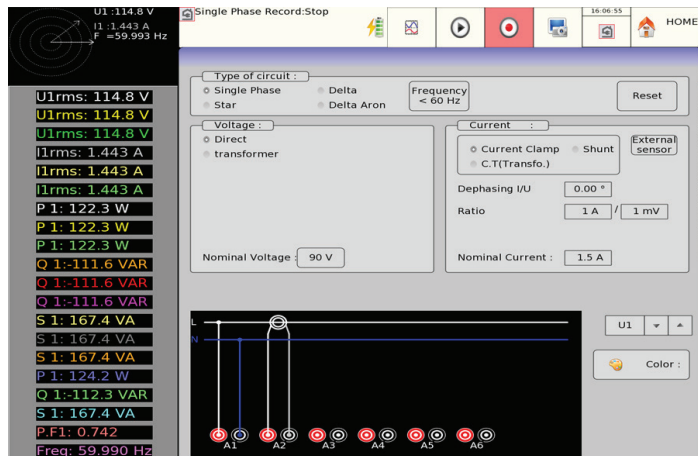 U1 :114.8 V
I1 :1.443 A
F =59.993 Hz
Single Phase Record:Stop
16:06:55
HOME
U1rms: 114.8 V
U1rms: 114.8 V
U1rms: 114.8 V
I1rms: 1.443 A
I1rms: 1.443 A
I1rms: 1.443 A
P 1: 122.3 W
P 1: 122.3 W
P 1: 122.3 W
Q 1:-111.6 VAR
Q 1:-111.6 VAR
Q 1:-111.6 VAR
S 1: 167.4 VA
S 1: 167.4 VA
S 1: 167.4 VA
P 1: 124.2 W
Q 1:-112.3 VAR
S 1: 167.4 VA
P.F1: 0.742
Freq: 59.990 Hz
Type of circuit :
Single Phase
Delta
Star
Delta Aron
Frequency
< 60 Hz
Reset
Voltage :
Direct
transformer
Nominal Voltage : 90 V
Current :
Current Clamp
Shunt
C.T(Transfo.)
External
sensor
Dephasing I/U 0.00 °
Ratio 1 A / 1 mV
Nominal Current : 1.5 A
L
N
A1 A2 A3 A4 A5 A6
U1
Color :